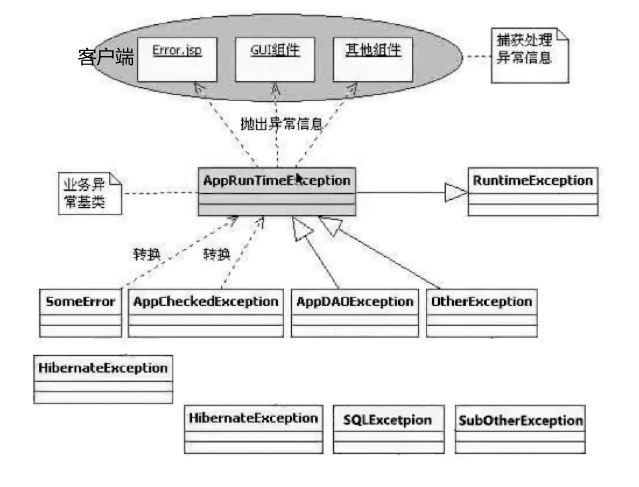 客户端
Error.jsp
GUI组件
其他组件
捕获处理
异常信息
抛出异常信息
业务异
常基类
AppRunTimeException
RuntimeException
转换
转换
SomeError
AppCheckedException
AppDAOException
OtherException
HibernateException
HibernateException
SQLExcetpion
SubOtherException